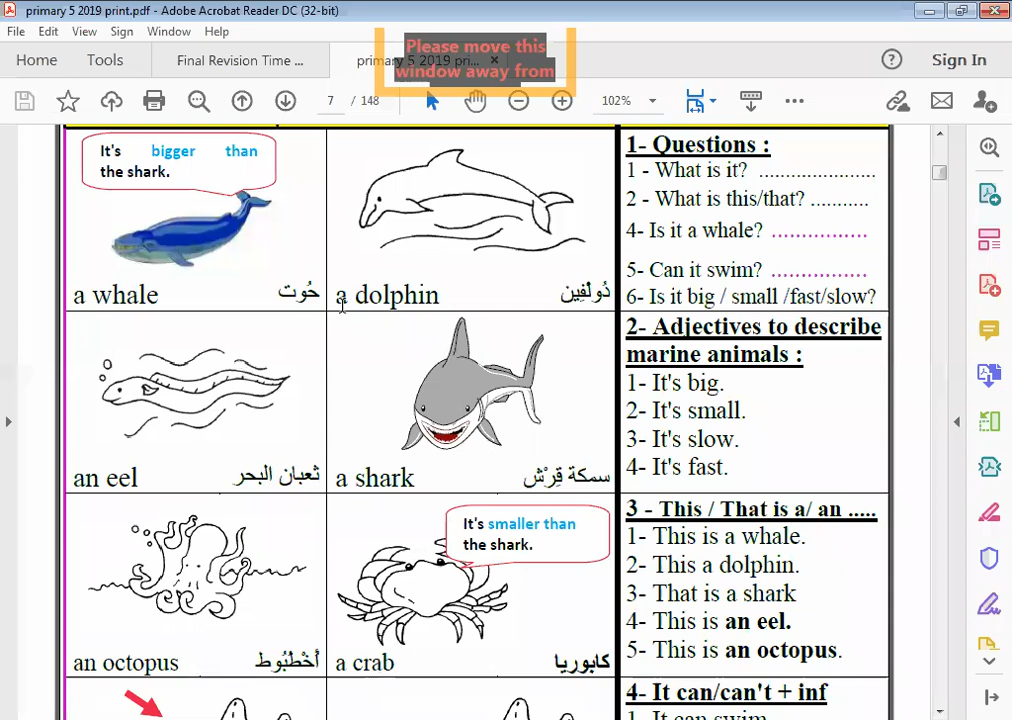 primary 5 2019 print.pdf - Adobe Acrobat Reader DC (32-bit)
File Edit View Sign Window Help
Home Tools Final Revision Time ... primary 5 2019 pri... × Sign In
Please move this
window away from
7 / 148 102%
It's bigger than
the shark.
a whale حُوت
a dolphin دُولْفِين
an eel ثعبان البحر
a shark سمكة قِرْش
an octopus أُخْطُبُوط
It's smaller than
the shark.
a crab كابوريا
1- Questions :
1 - What is it? ......................
2 - What is this/that? ..........
4- Is it a whale? ................
5- Can it swim? ................
6- Is it big / small /fast/slow?
2- Adjectives to describe
marine animals :
1- It's big.
2- It's small.
3- It's slow.
4- It's fast.
3 - This / That is a/ an .....
1- This is a whale.
2- This a dolphin.
3- That is a shark
4- This is an eel.
5- This is an octopus.
4- It can/can't + inf
1- It can swim